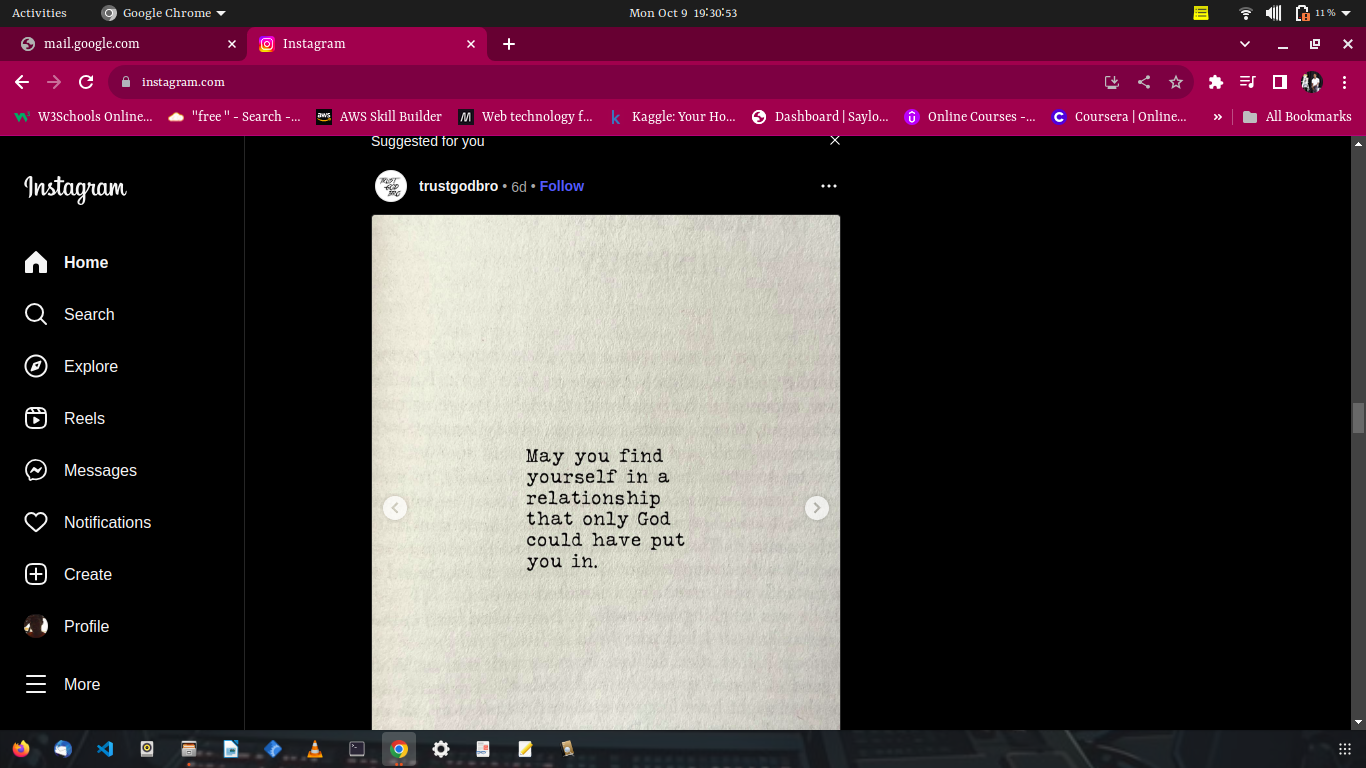 Activities
Google Chrome
Mon Oct 9 19:30:53
11 %
mail.google.com
Instagram
instagram.com
W3Schools Online...
"free " - Search -...
AWS Skill Builder
Web technology f...
Kaggle: Your Ho...
Dashboard | Saylo...
Online Courses -...
Coursera | Online...
»
All Bookmarks
Suggested for you
Instagram
trustgodbro • 6d • Follow
TRUST
GOD
BRO
Home
Search
Explore
Reels
Messages
Notifications
Create
Profile
More
May you find
yourself in a
relationship
that only God
could have put
you in.